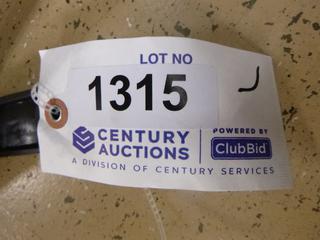 LOT NO
1315
CENTURY
AUCTIONS
POWERED BY
ClubBid
A DIVISION OF CENTURY SERVICES